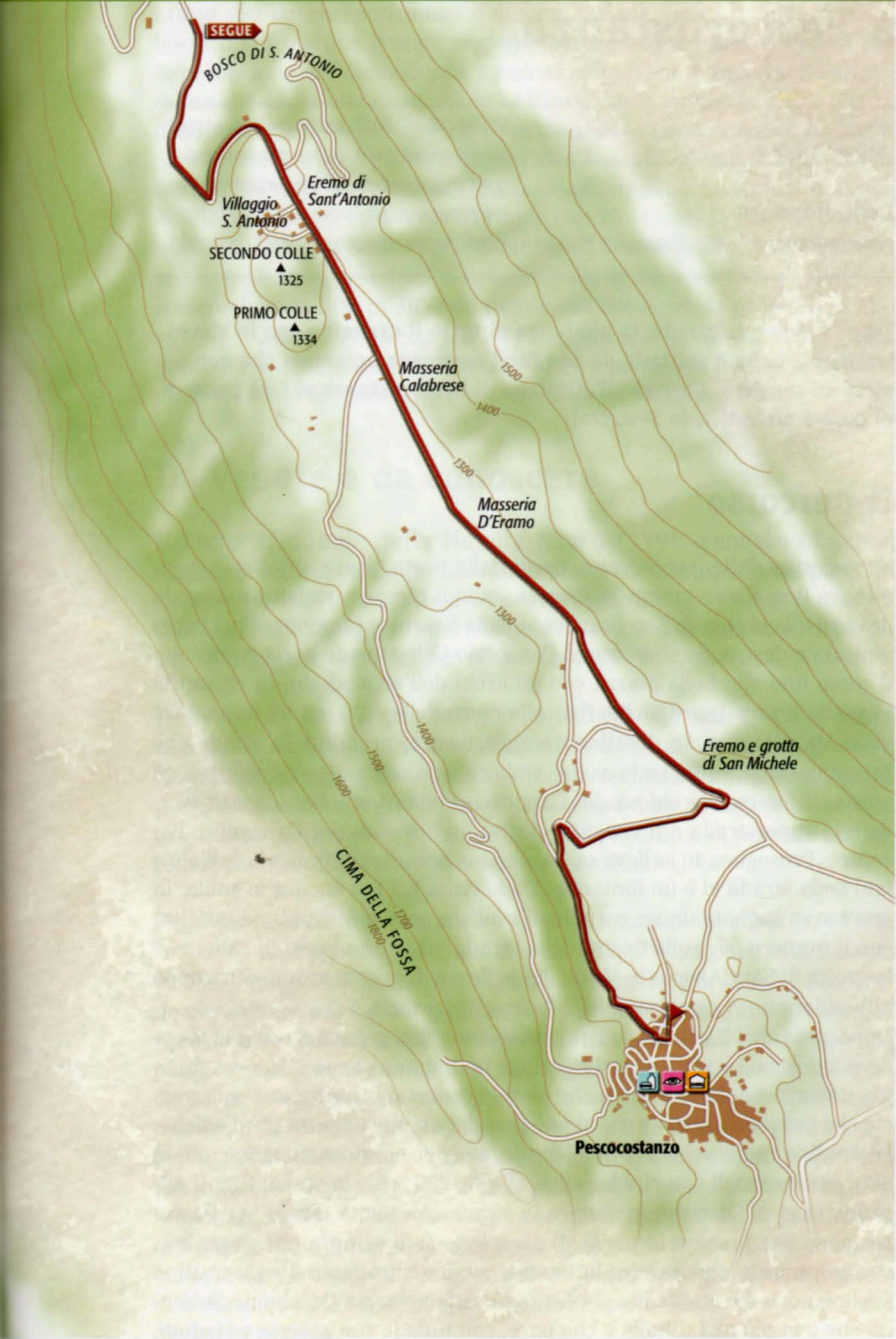 SEGUE
BOSCO DI S. ANTONIO
Eremo di
Sant'Antonio
Villaggio
S. Antonio
SECONDO COLLE
1325
PRIMO COLLE
1334
1500
Masseria
Calabrese
1400
1300
Masseria
D'Eramo
1300
1400
Eremo e grotta
di San Michele
1500
1600
CIMA DELLA FOSSA
1700
1800
Pescocostanzo